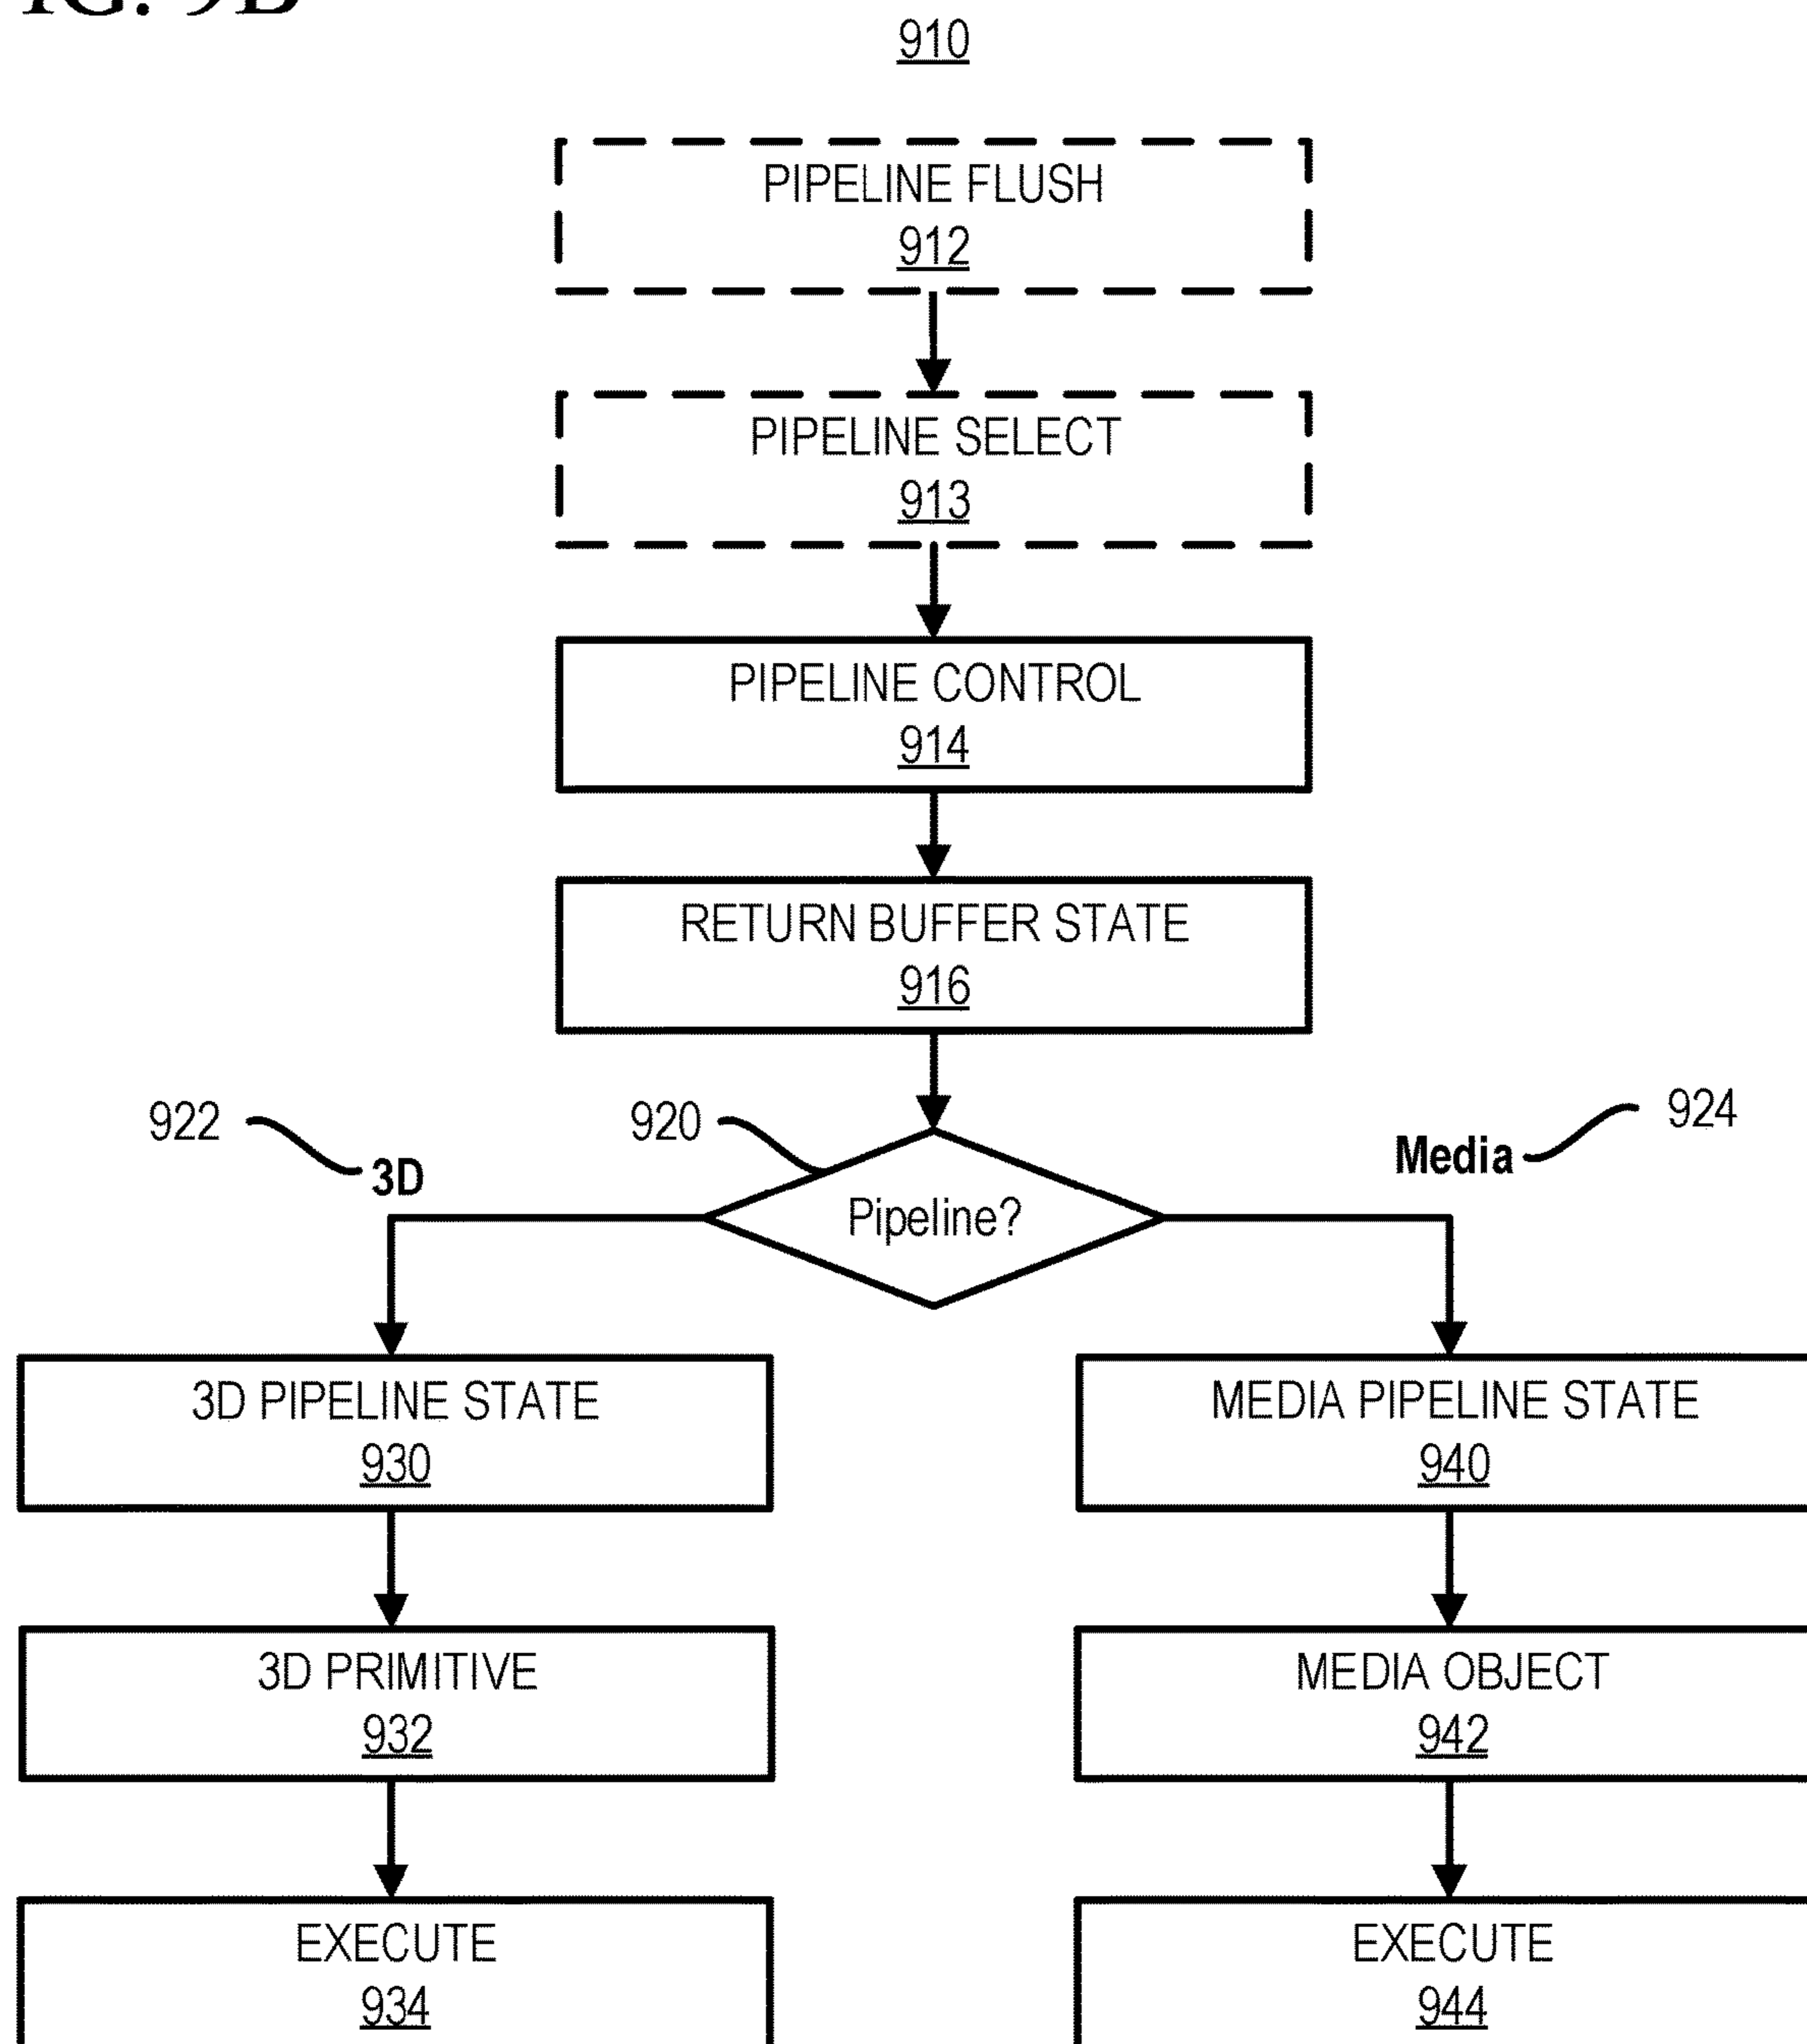 IG. 9B
910
PIPELINE FLUSH
912
PIPELINE SELECT
913
PIPELINE CONTROL
914
RETURN BUFFER STATE
916
922
920
924
3D
Media
Pipeline?
3D PIPELINE STATE
930
MEDIA PIPELINE STATE
940
3D PRIMITIVE
932
MEDIA OBJECT
942
EXECUTE
934
EXECUTE
944